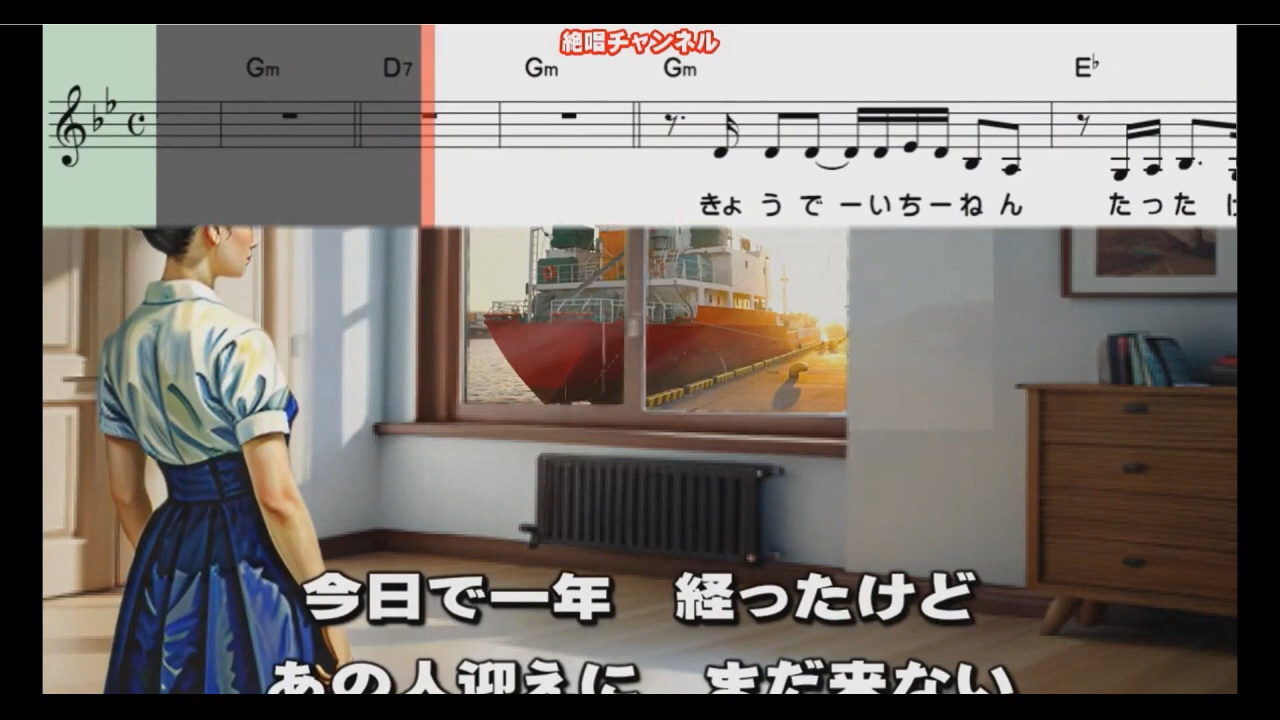 絶唱チャンネル
Gm D7 Gm Gm E♭
きょうでーいちーねん たった
今日で一年 経ったけど
あの人迎えに まだ来ない